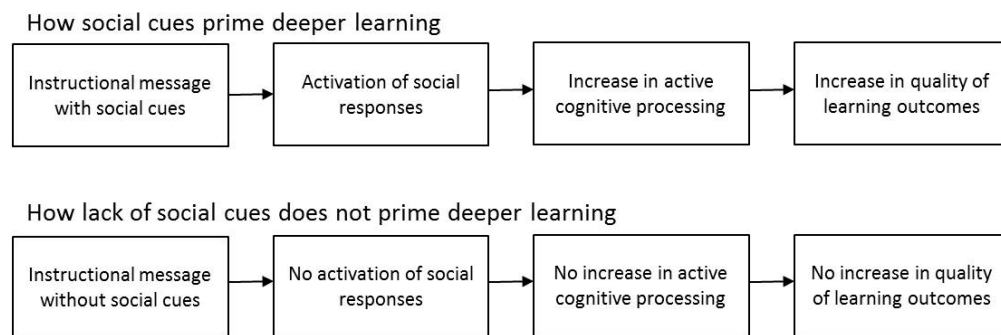 How social cues prime deeper learning
Instructional message
with social cues
Activation of social
responses
Increase in active
cognitive processing
Increase in quality of
learning outcomes
How lack of social cues does not prime deeper learning
Instructional message
without social cues
No activation of social
responses
No increase in active
cognitive processing
No increase in quality
of learning outcomes